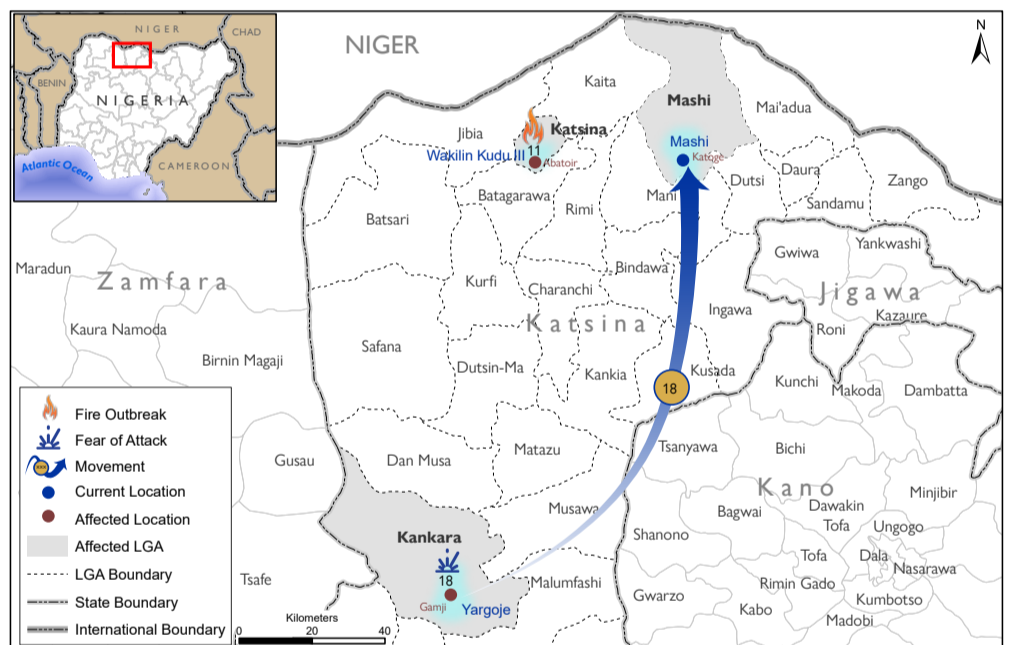 NIGER
CHAD
BENIN
NIGERIA
CAMEROON
Atlantic Ocean
NIGER
N
Kaita
Mashi
Mai'adua
Jibia
Katsina
11
Wakilin Kudu III
Abatoir
Mashi
Katoge
Daura
Dutsi
Zango
Batagarawa
Rimi
Mani
Sandamu
Batsari
Yankwashi
Gwiwa
Maradun
Zamfara
Bindawa
Kurfi
Charanchi
Jigawa
Ingawa
Kazaure
Katsina
Kaura Namoda
Roni
Safana
Birnin Magaji
Dutsin-Ma
Kankia
Kusada
18
Kunchi
Makoda
Dambatta
Fire Outbreak
Fear of Attack
Movement
Current Location
Affected Location
Affected LGA
LGA Boundary
State Boundary
International Boundary
Gusau
Dan Musa
Matazu
Tsanyawa
Bichi
Kano
Minjibir
Musawa
Bagwai
Dawakin
Tofa
Ungogo
Kankara
Shanono
18
Tofa
Dala
Nasarawa
Tsafe
Malumfashi
Rimin Gado
Gamji
Yargoje
Gwarzo
Kabo
Kumbotso
Madobi
Kilometers
0
20
40